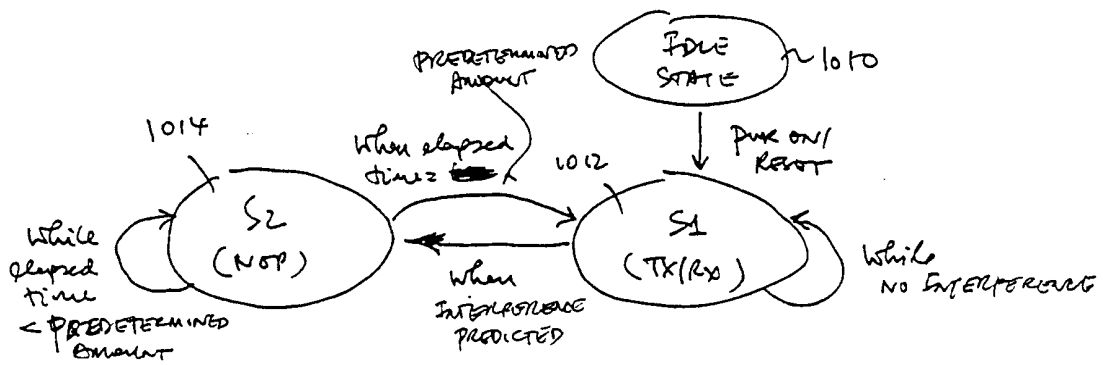 IDLE
STATE
1010
PREDETERMINED
AMOUNT
1014
When elapsed
time=
1012
PWR ON/
RESET
S2
(NOP)
S1
(TX/RX)
While
elapsed
time
< PREDETERMINED
AMOUNT
When
INTERFERENCE
PREDICTED
While
NO INTERFERENCE